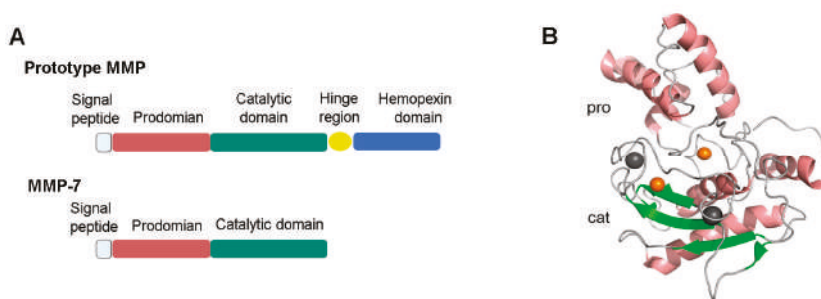 A
B
Prototype MMP
Signal peptide
Prodomian
Catalytic domain
Hinge region
Hemopexin domain
MMP-7
Signal peptide
Prodomian
Catalytic domain
pro
cat